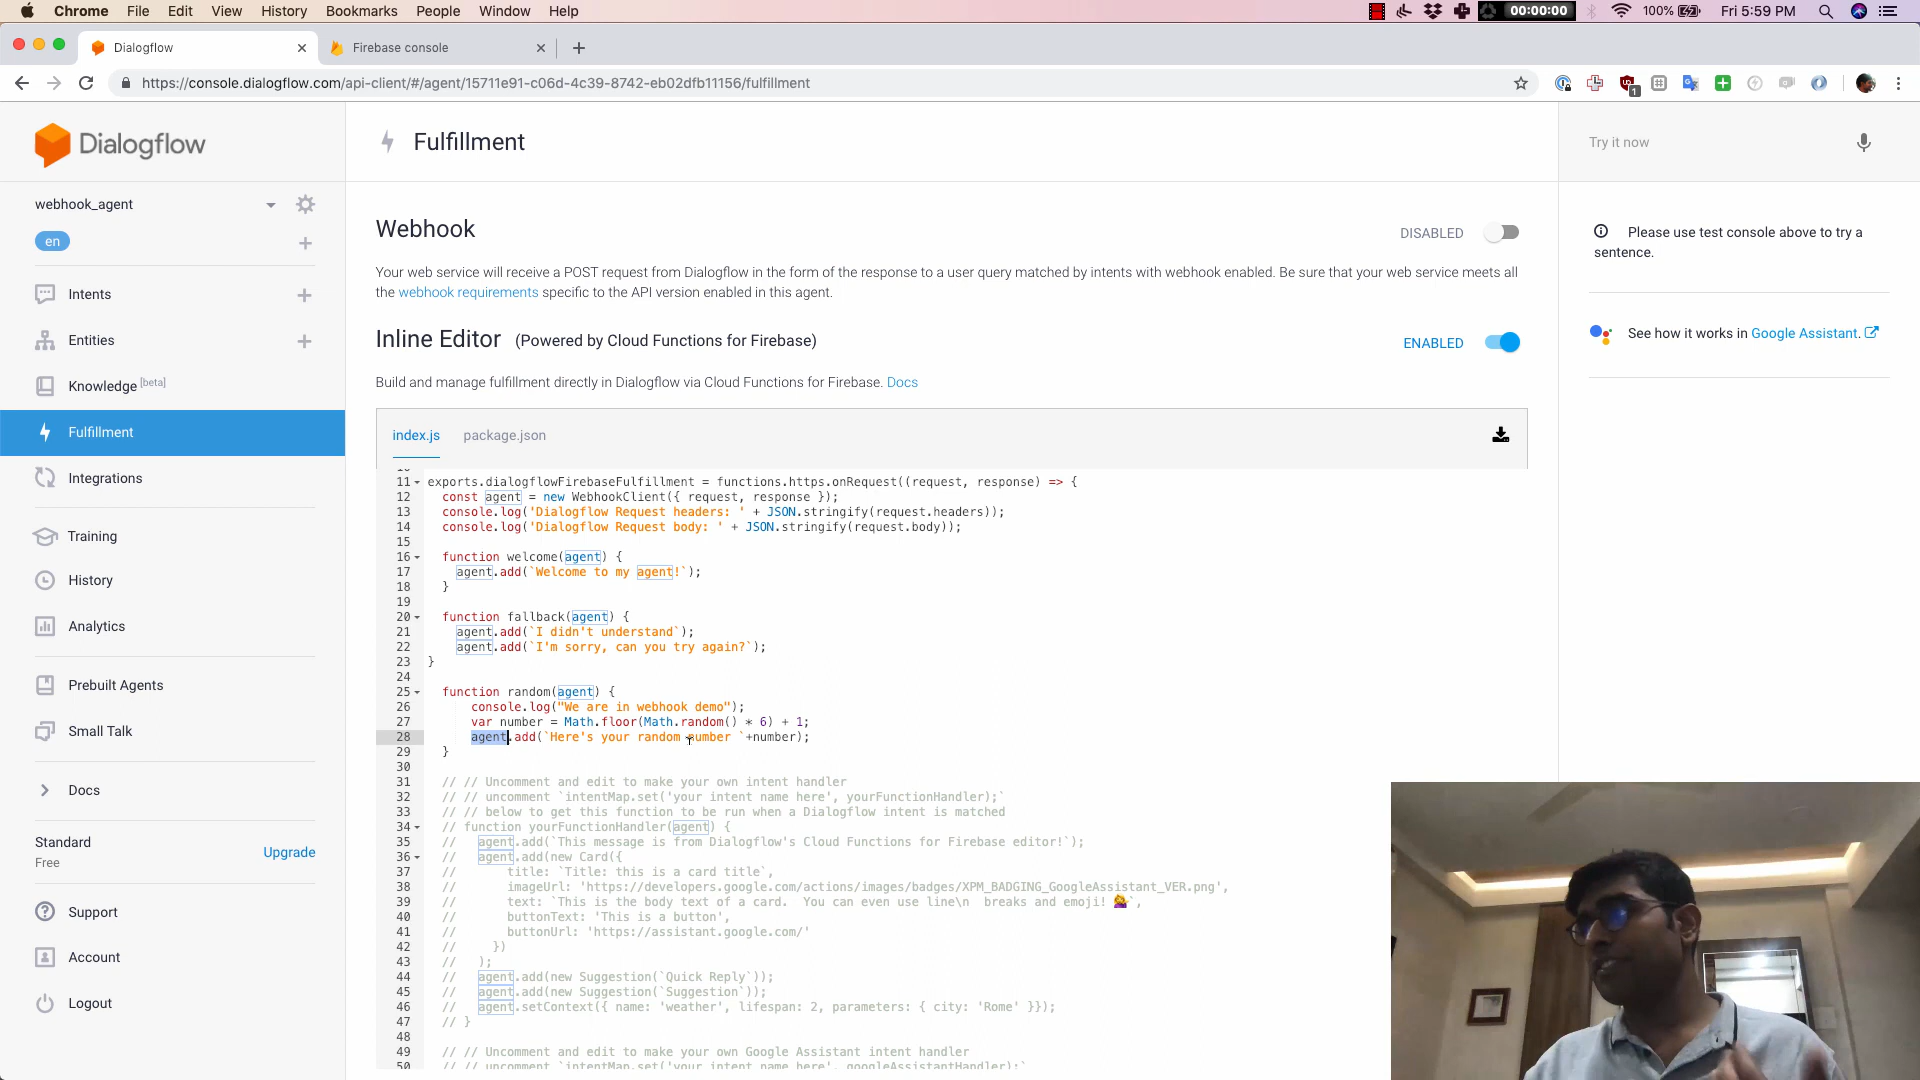 Chrome File Edit View History Bookmarks People Window Help 00:00:00 100% Fri 5:59 PM
Dialogflow Firebase console
https://console.dialogflow.com/api-client/#/agent/15711e91-c06d-4c39-8742-eb02dfb11156/fulfillment
Dialogflow
webhook_agent
en
Intents
Entities
Knowledge [beta]
Fulfillment
Integrations
Training
History
Analytics
Prebuilt Agents
Small Talk
Docs
Standard
Free
Upgrade
Support
Account
Logout
Fulfillment
Webhook
DISABLED
Your web service will receive a POST request from Dialogflow in the form of the response to a user query matched by intents with webhook enabled. Be sure that your web service meets all
the webhook requirements specific to the API version enabled in this agent.
Inline Editor (Powered by Cloud Functions for Firebase)
ENABLED
Build and manage fulfillment directly in Dialogflow via Cloud Functions for Firebase. Docs
index.js package.json
11 exports.dialogflowFirebaseFulfillment = functions.https.onRequest((request, response) => {
12 const agent = new WebhookClient({ request, response });
13 console.log('Dialogflow Request headers: ' + JSON.stringify(request.headers));
14 console.log('Dialogflow Request body: ' + JSON.stringify(request.body));
15
16 function welcome(agent) {
17 agent.add(`Welcome to my agent!`);
18 }
19
20 function fallback(agent) {
21 agent.add(`I didn't understand`);
22 agent.add(`I'm sorry, can you try again?`);
23 }
24
25 function random(agent) {
26 console.log("We are in webhook demo");
27 var number = Math.floor(Math.random() * 6) + 1;
28 agent.add(`Here's your random number `+number);
29 }
30
31 // // Uncomment and edit to make your own intent handler
32 // // uncomment `intentMap.set('your intent name here', yourFunctionHandler);`
33 // // below to get this function to be run when a Dialogflow intent is matched
34 // function yourFunctionHandler(agent) {
35 // agent.add(`This message is from Dialogflow's Cloud Functions for Firebase editor!`);
36 // agent.add(new Card({
37 // title: `Title: this is a card title`,
38 // imageUrl: 'https://developers.google.com/actions/images/badges/XPM_BADGING_GoogleAssistant_VER.png',
39 // text: `This is the body text of a card. You can even use line\n breaks and emoji! 💁`,
40 // buttonText: 'This is a button',
41 // buttonUrl: 'https://assistant.google.com/'
42 // })
43 // );
44 // agent.add(new Suggestion(`Quick Reply`));
45 // agent.add(new Suggestion(`Suggestion`));
46 // agent.setContext({ name: 'weather', lifespan: 2, parameters: { city: 'Rome' }});
47 // }
48
49 // // Uncomment and edit to make your own Google Assistant intent handler
50 // // uncomment `intentMap.set('your intent name here', googleAssistantHandler);`
Try it now
Please use test console above to try a
sentence.
See how it works in Google Assistant.